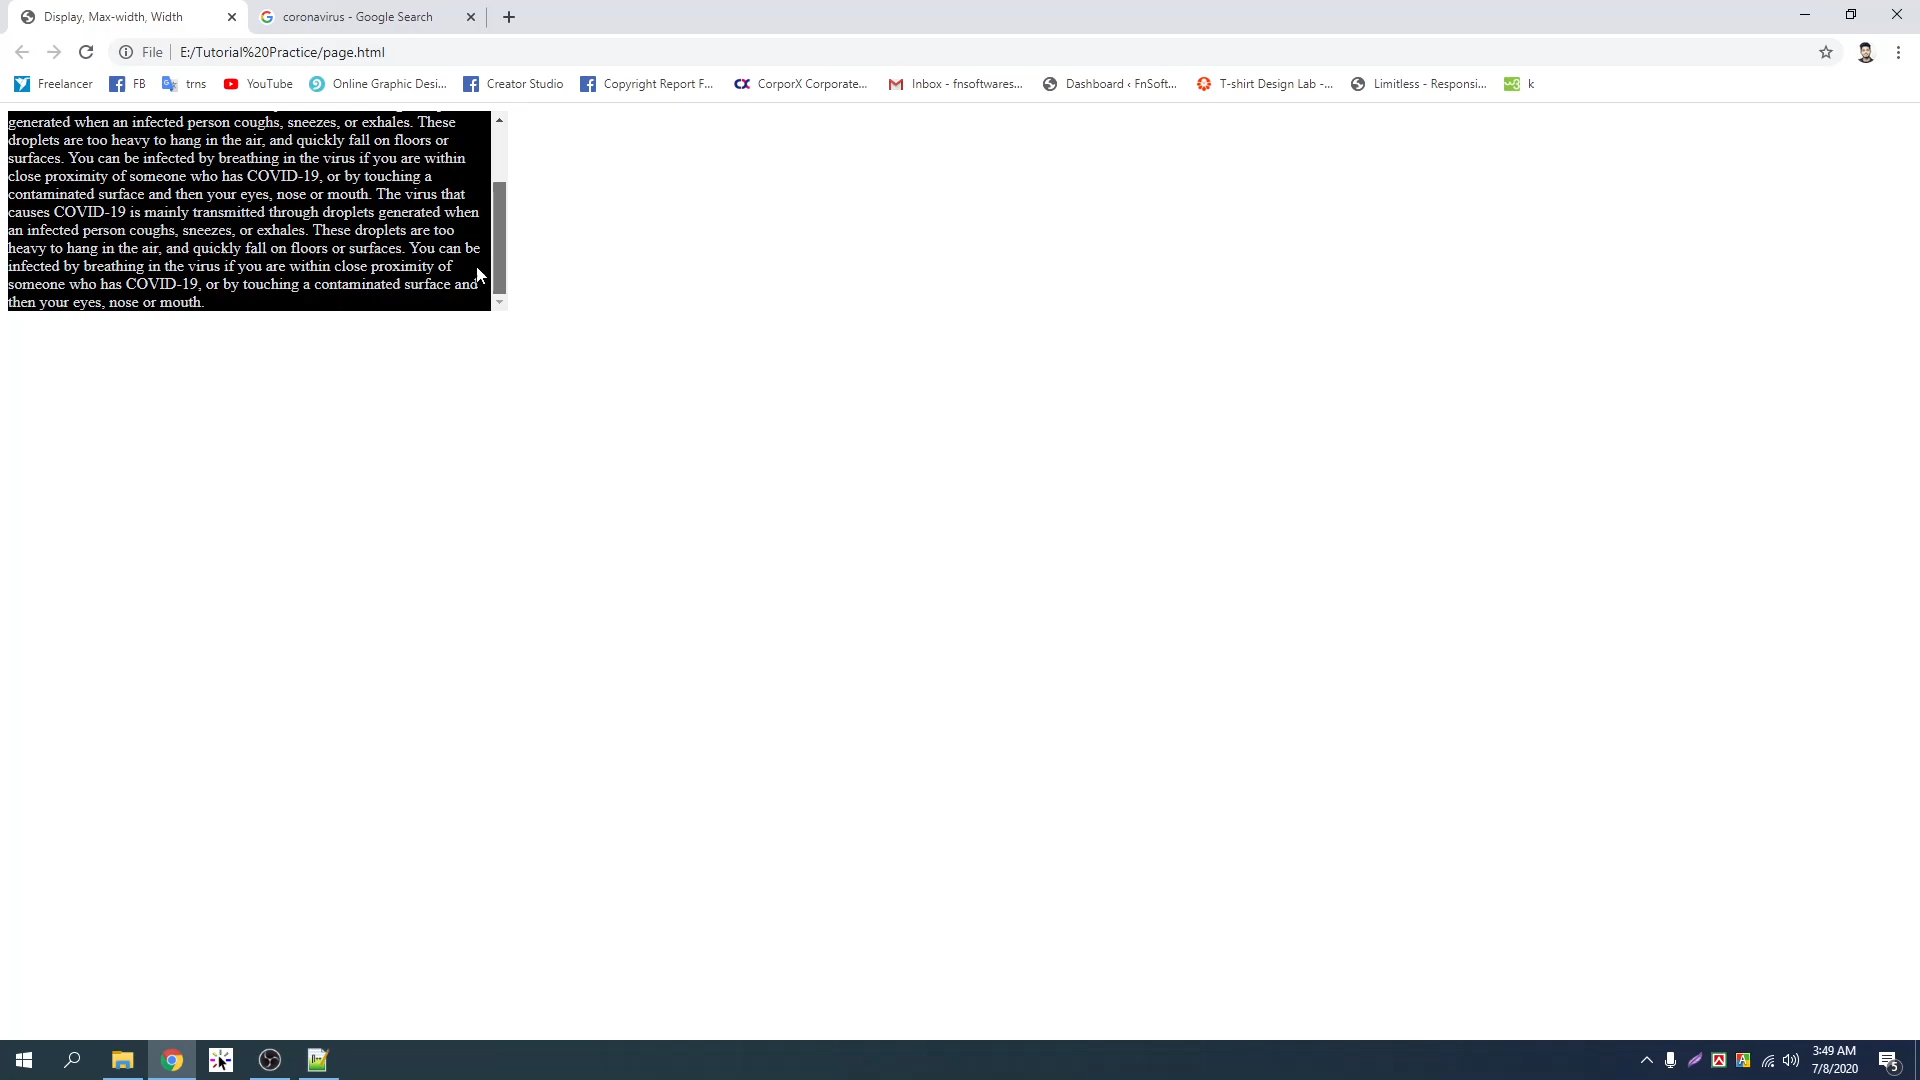 Display, Max-width, Width
coronavirus - Google Search
File
E:/Tutorial%20Practice/page.html
Freelancer
FB
trns
YouTube
Online Graphic Desi...
Creator Studio
Copyright Report F...
CX
CorporX Corporate...
Inbox - fnsoftwares...
Dashboard ‹ FnSoft...
T-shirt Design Lab -...
Limitless - Responsi...
k
generated when an infected person coughs, sneezes, or exhales. These
droplets are too heavy to hang in the air, and quickly fall on floors or
surfaces. You can be infected by breathing in the virus if you are within
close proximity of someone who has COVID-19, or by touching a
contaminated surface and then your eyes, nose or mouth. The virus that
causes COVID-19 is mainly transmitted through droplets generated when
an infected person coughs, sneezes, or exhales. These droplets are too
heavy to hang in the air, and quickly fall on floors or surfaces. You can be
infected by breathing in the virus if you are within close proximity of
someone who has COVID-19, or by touching a contaminated surface and
then your eyes, nose or mouth.
3:49 AM
7/8/2020
5